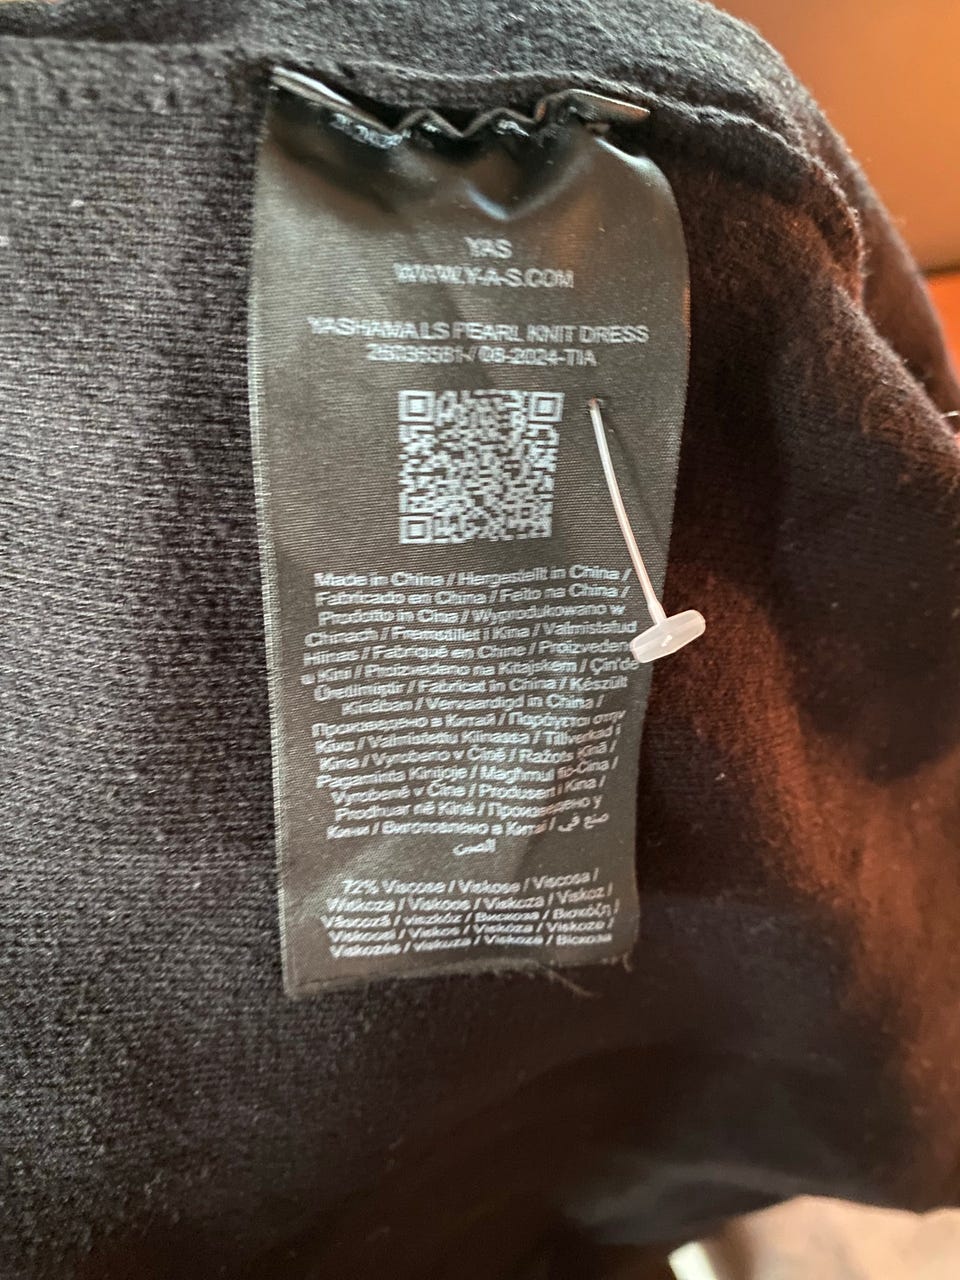 YAS
WWW.Y-A-S.COM
YASHAMA LS PEARL KNIT DRESS
26036581-/ 08-2024-TIA
Made in China / Hergestellt in China /
Fabricado en China / Feito na China /
Prodotto in Cina / Wyprodukowano w
Chinach / Fremstillet i Kina / Valmistatud
Hiinas / Fabriqué en Chine / Proizvedeno
u Kini / Proizvedeno na Kitajskem / Çin'de
Üretilmiştir / Fabricat in China / Készült
Kínában / Vervaardigd in China /
Произведено в Китай / Παράγεται στην
Κίνα / Valmistettu Kiinassa / Tillverkad i
Kina / Vyrobeno v Číně / Ražots Ķīnā /
Pagaminta Kinijoje / Magħmul fiċ-Ċina /
Vyrobené v Číne / Produsert i Kina /
Prodhuar në Kinë / Произведено у
Кини / Виготовлено в Китаї / صنع في
الصين
72% Viscose / Viskose / Viscosa /
Wiskoza / Viskoos / Viskoza / Viskoz /
Vâscoză / viszkóz / Вискоза / Βισκόζη /
Viskoosi / Viskos / Viskóza / Viskoze /
Viskozės / viskuża / Viskozë / Віскоза